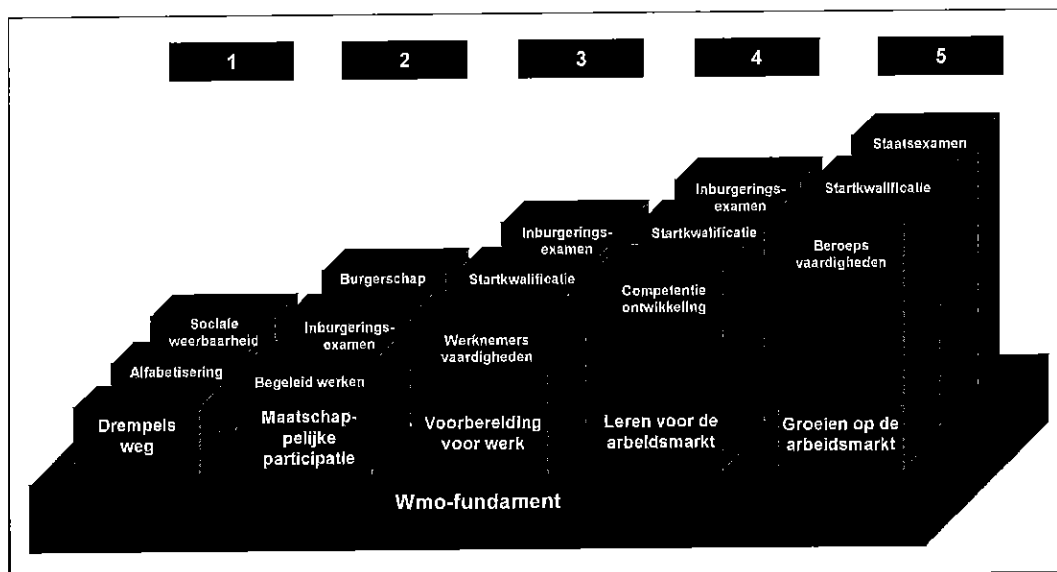 1
2
3
4
5
Staatsexamen
Inburgerings-
examen
Startkwalificatie
Inburgerings-
examen
Startkwalificatie
Beroeps
vaardigheden
Burgerschap
Startkwalificatie
Competentie
ontwikkeling
Sociale
weerbaarheid
Inburgerings-
examen
Werknemers
vaardigheden
Alfabetisering
Begeleid werken
Drempels
weg
Maatschap-
pelijke
participatie
Voorbereiding
voor werk
Leren voor de
arbeidsmarkt
Groeien op de
arbeidsmarkt
Wmo-fundament